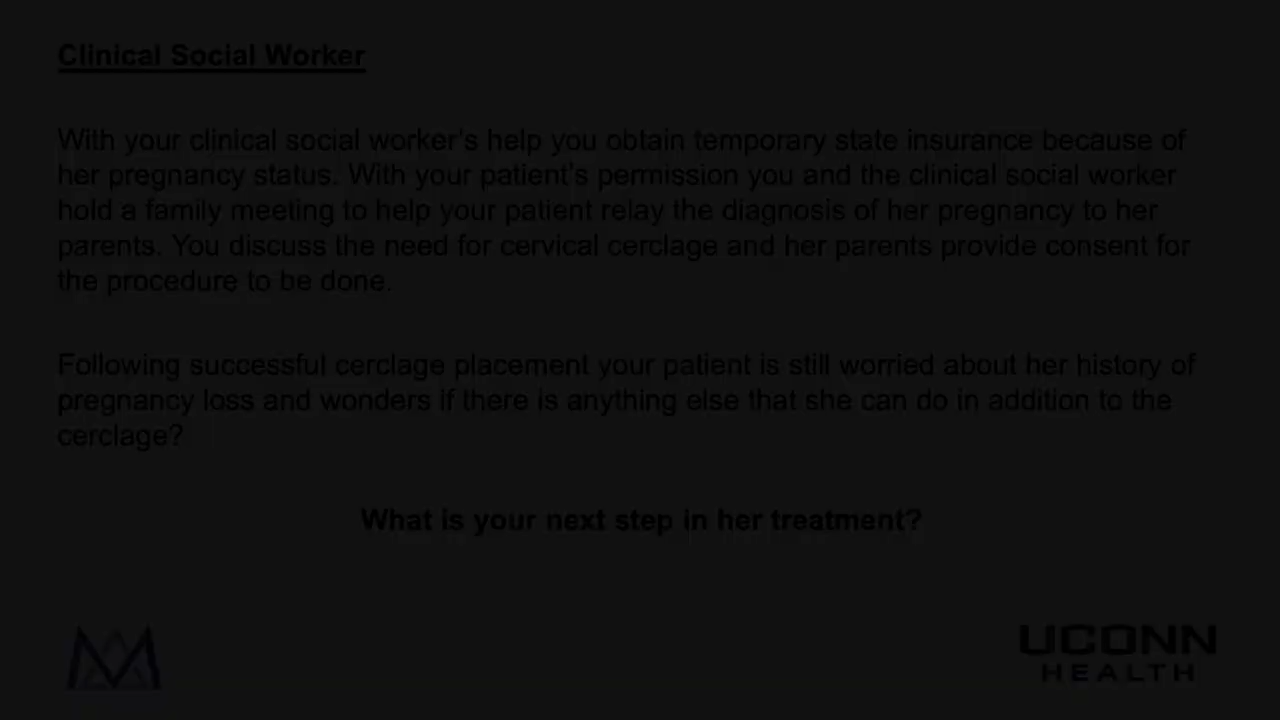 Clinical Social Worker
With your clinical social worker's help you obtain temporary state insurance because of
her pregnancy status. With your patient's permission you and the clinical social worker
hold a family meeting to help your patient relay the diagnosis of her pregnancy to her
parents. You discuss the need for cervical cerclage and her parents provide consent for
the procedure to be done.
Following successful cerclage placement your patient is still worried about her history of
pregnancy loss and wonders if there is anything else that she can do in addition to the
cerclage?
What is your next step in her treatment?
UCONN
HEALTH